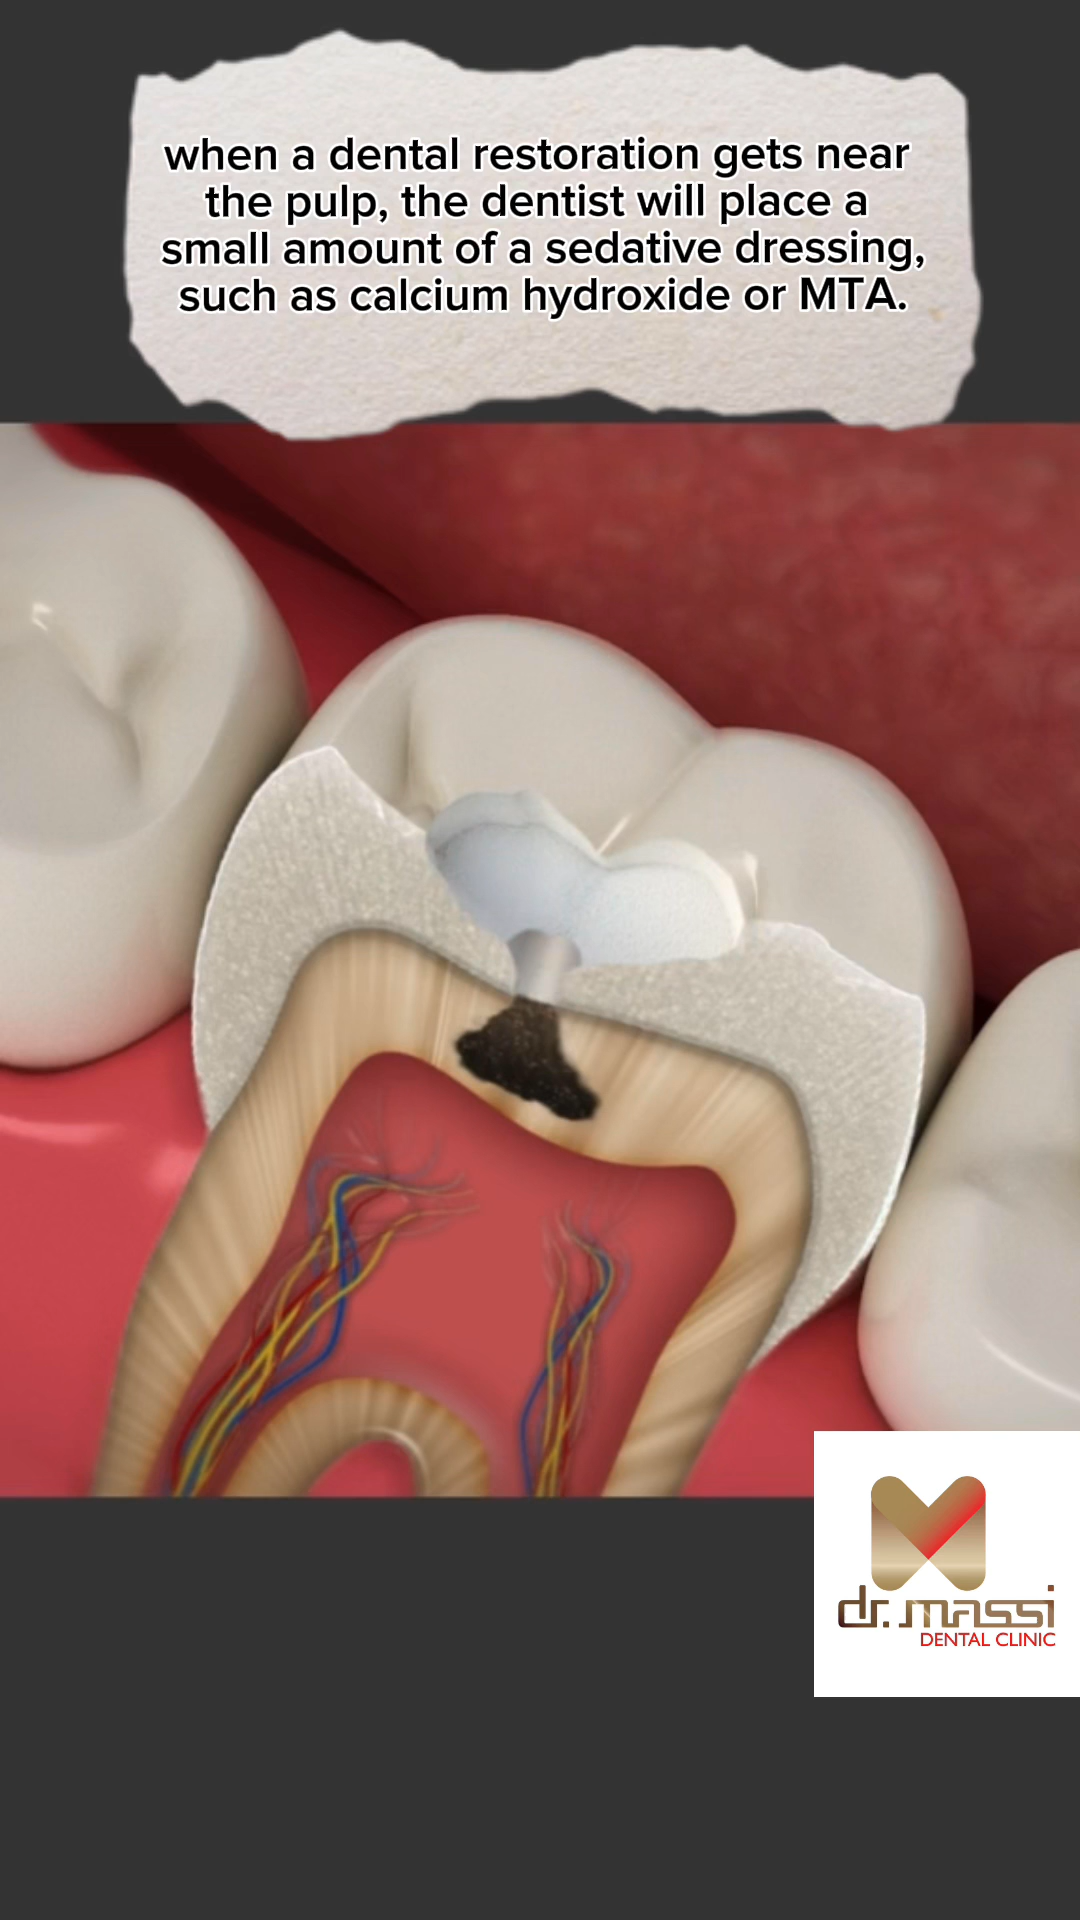 when a dental restoration gets near
the pulp, the dentist will place a
small amount of a sedative dressing,
such as calcium hydroxide or MTA.
dr. massi
DENTAL CLINIC